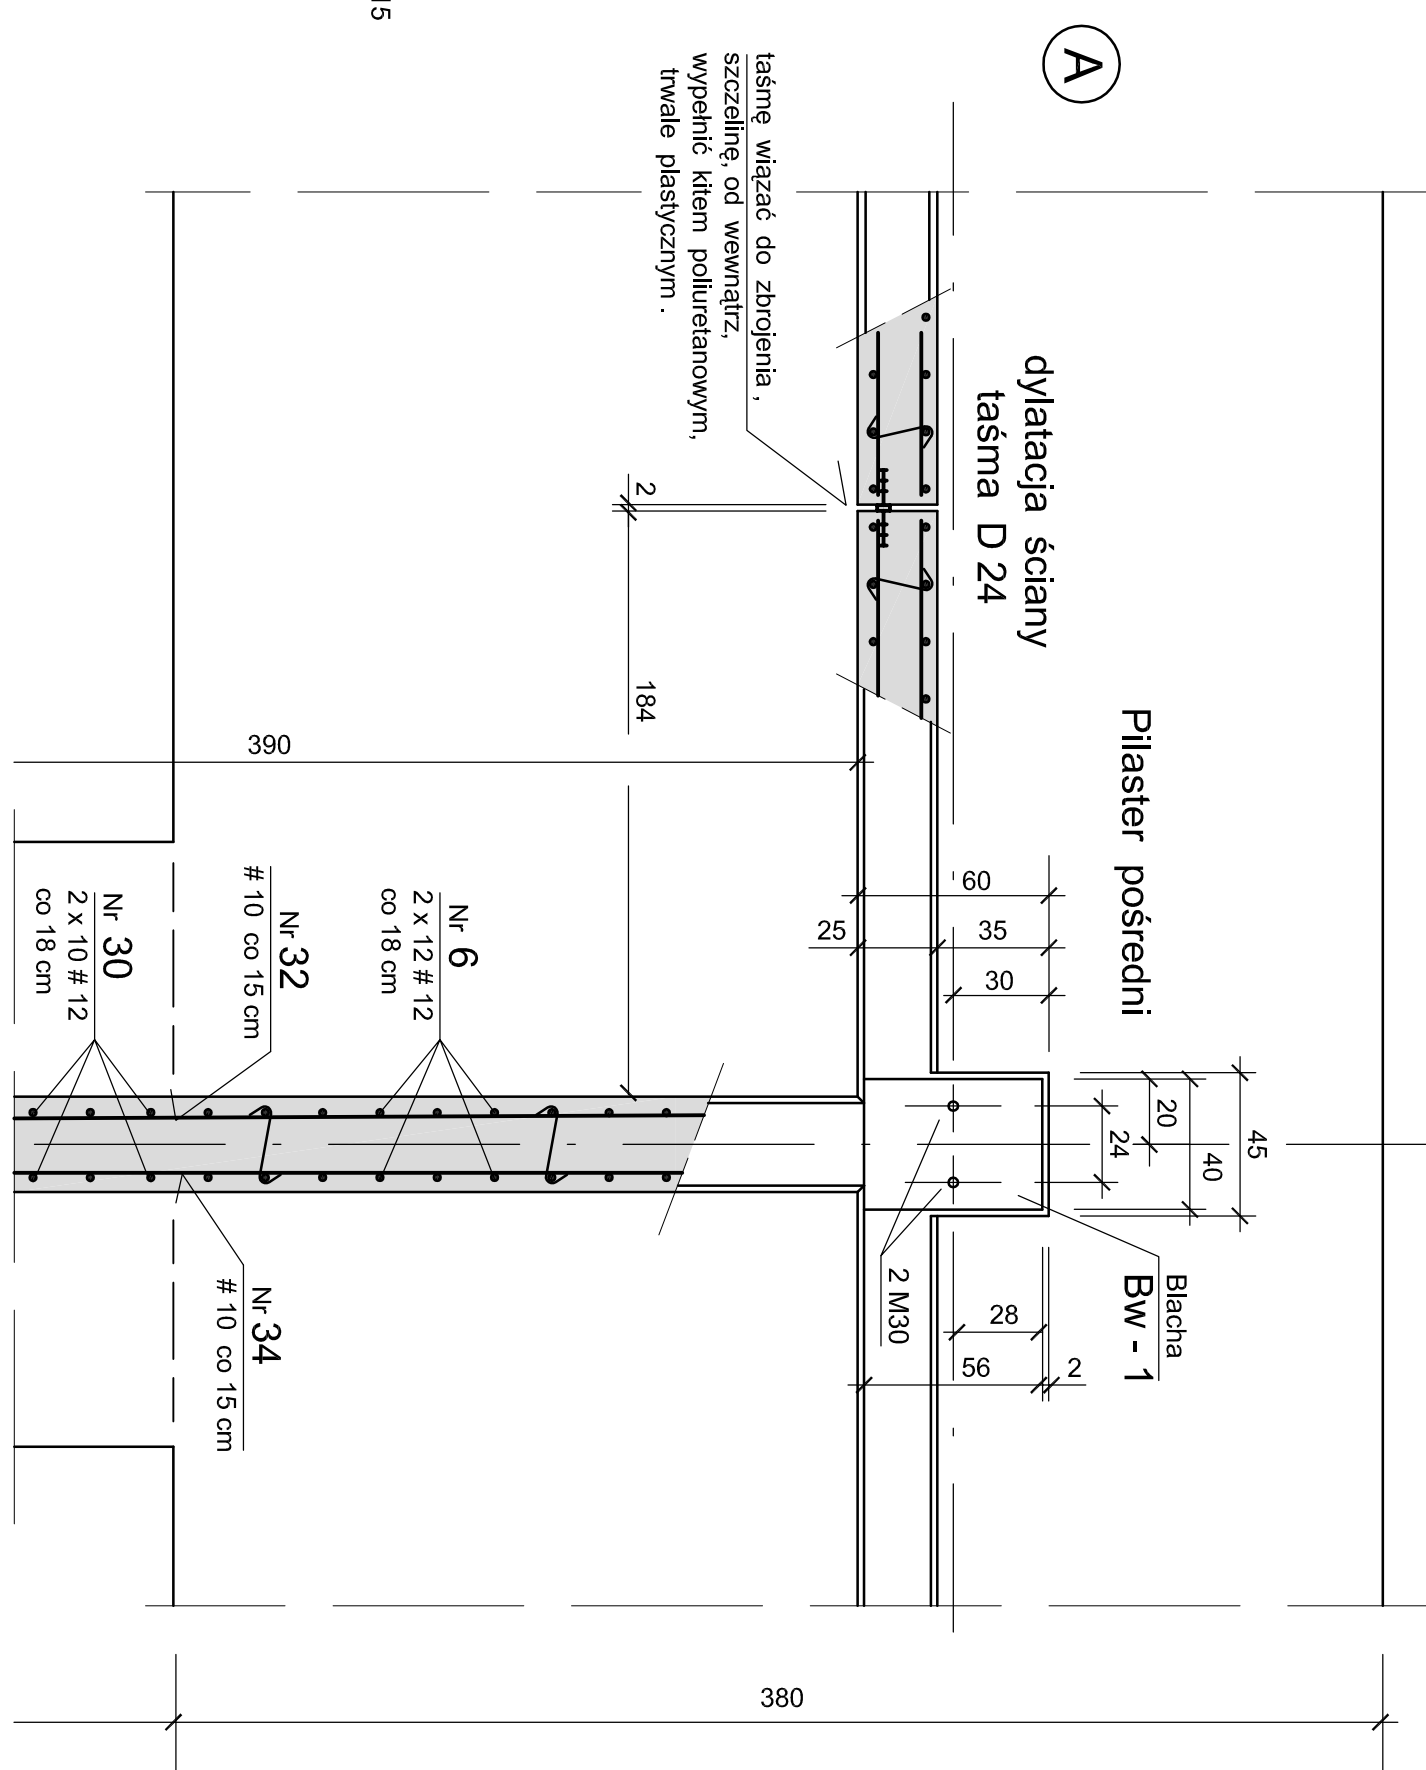 15
A
taśmę wiązać do zbrojenia ,
szczelinę, od wewnątrz,
wypełnić kitem poliuretanowym,
trwale plastycznym .
dylatacja ściany
taśma D 24
Pilaster pośredni
2
184
390
60
25
35
30
45
40
20
24
Nr 6
2 x 12 # 12
co 18 cm
Nr 32
# 10 co 15 cm
Nr 30
2 x 10 # 12
co 18 cm
Nr 34
# 10 co 15 cm
2 M30
Blacha
Bw - 1
28
56
2
380